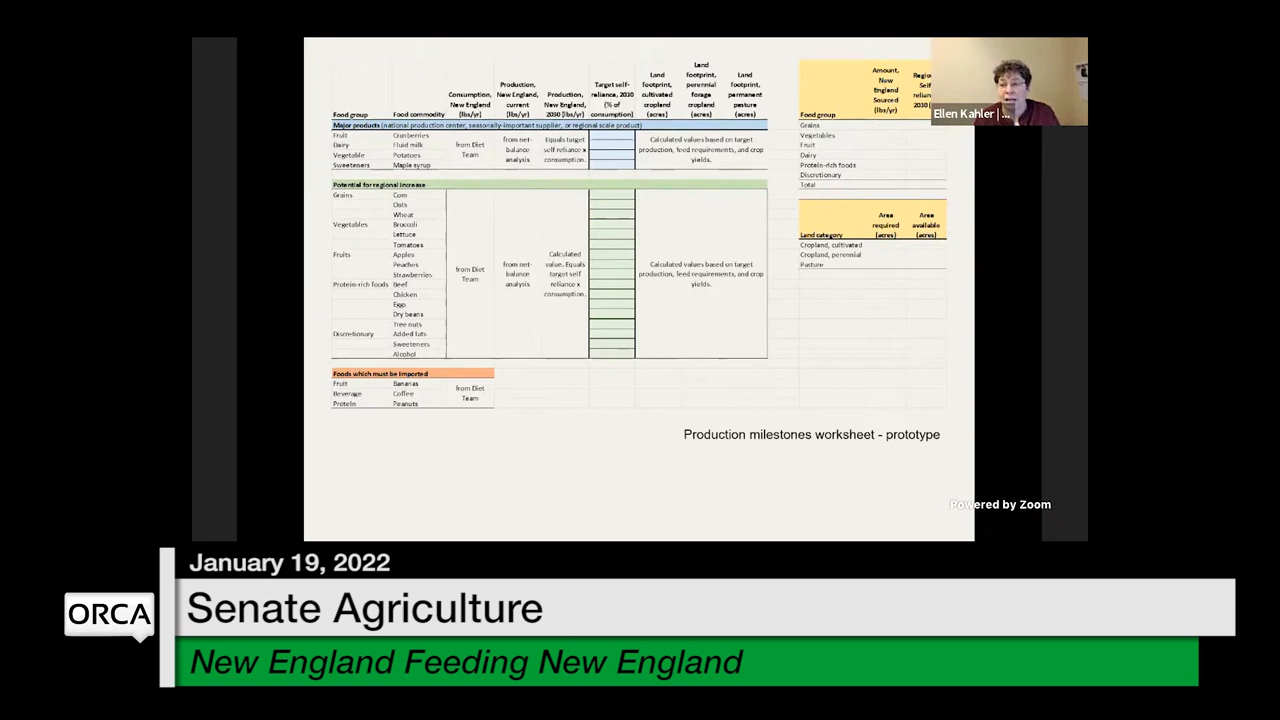 Food group
Food commodity
Consumption,
New England
(lbs/yr)
Production,
New England,
current
(lbs/yr)
Production,
New England,
2030 (lbs/yr)
Target self-
reliance, 2030
(% of
consumption)
Land
footprint,
cultivated
cropland
(acres)
Land
footprint,
perennial
forage
cropland
(acres)
Land
footprint,
permanent
pasture
(acres)
Major products (national production center, seasonally-important supplier, or regional scale product)
Fruit Cranberries
Dairy Fluid milk
Vegetable Potatoes
Sweeteners Maple syrup
from Diet
Team
from net-
balance
analysis
Equals target
self reliance x
consumption.
Calculated values based on target
production, feed requirements, and crop
yields.
Potential for regional increase
Grains Corn
Oats
Wheat
Vegetables Broccoli
Lettuce
Tomatoes
Fruits Apples
Peaches
Strawberries
Protein-rich foods Beef
Chicken
Eggs
Dry beans
Tree nuts
Discretionary Added fats
Sweeteners
Alcohol
from Diet
Team
from net-
balance
analysis
Calculated
value. Equals
target self
reliance x
consumption.
Calculated values based on target
production, feed requirements, and crop
yields.
Foods which must be imported
Fruit Bananas
Beverage Coffee
Protein Peanuts
from Diet
Team
Food group
Amount,
New
England
Sourced
(lbs/yr)
Self
2030
Grains
Vegetables
Fruit
Dairy
Protein-rich foods
Discretionary
Total
Land category
Area
required
(acres)
Area
available
(acres)
Cropland, cultivated
Cropland, perennial
Pasture
Ellen Kahler | ...
Production milestones worksheet - prototype
Powered by Zoom
January 19, 2022
ORCA
Senate Agriculture
New England Feeding New England